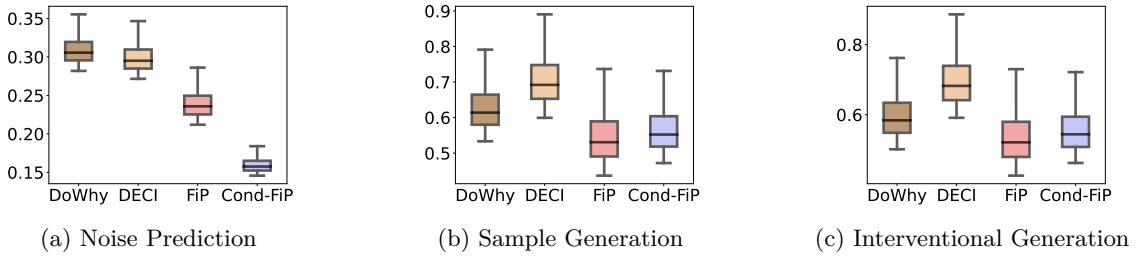 0.35
0.30
0.25
0.20
0.15
DoWhy DECI FiP Cond-FiP
(a) Noise Prediction
0.9
0.8
0.7
0.6
0.5
DoWhy DECI FiP Cond-FiP
(b) Sample Generation
0.8
0.6
DoWhy DECI FiP Cond-FiP
(c) Interventional Generation